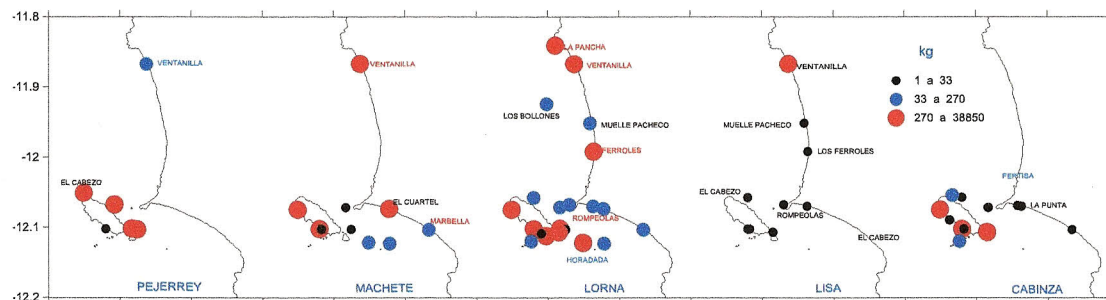 -11.8
-11.9
-12
-12.1
-12.2
VENTANILLA
EL CABEZO
PEJERREY
VENTANILLA
EL CUARTEL
MARBELLA
MACHETE
LA PANCHA
VENTANILLA
LOS BOLLONES
MUELLE PACHECO
FERROLES
ROMPEOLAS
HORADADA
LORNA
VENTANILLA
MUELLE PACHECO
LOS FERROLES
EL CABEZO
ROMPEOLAS
EL CABEZO
LISA
kg
1 a 33
33 a 270
270 a 38850
FERTISA
LA PUNTA
CABINZA